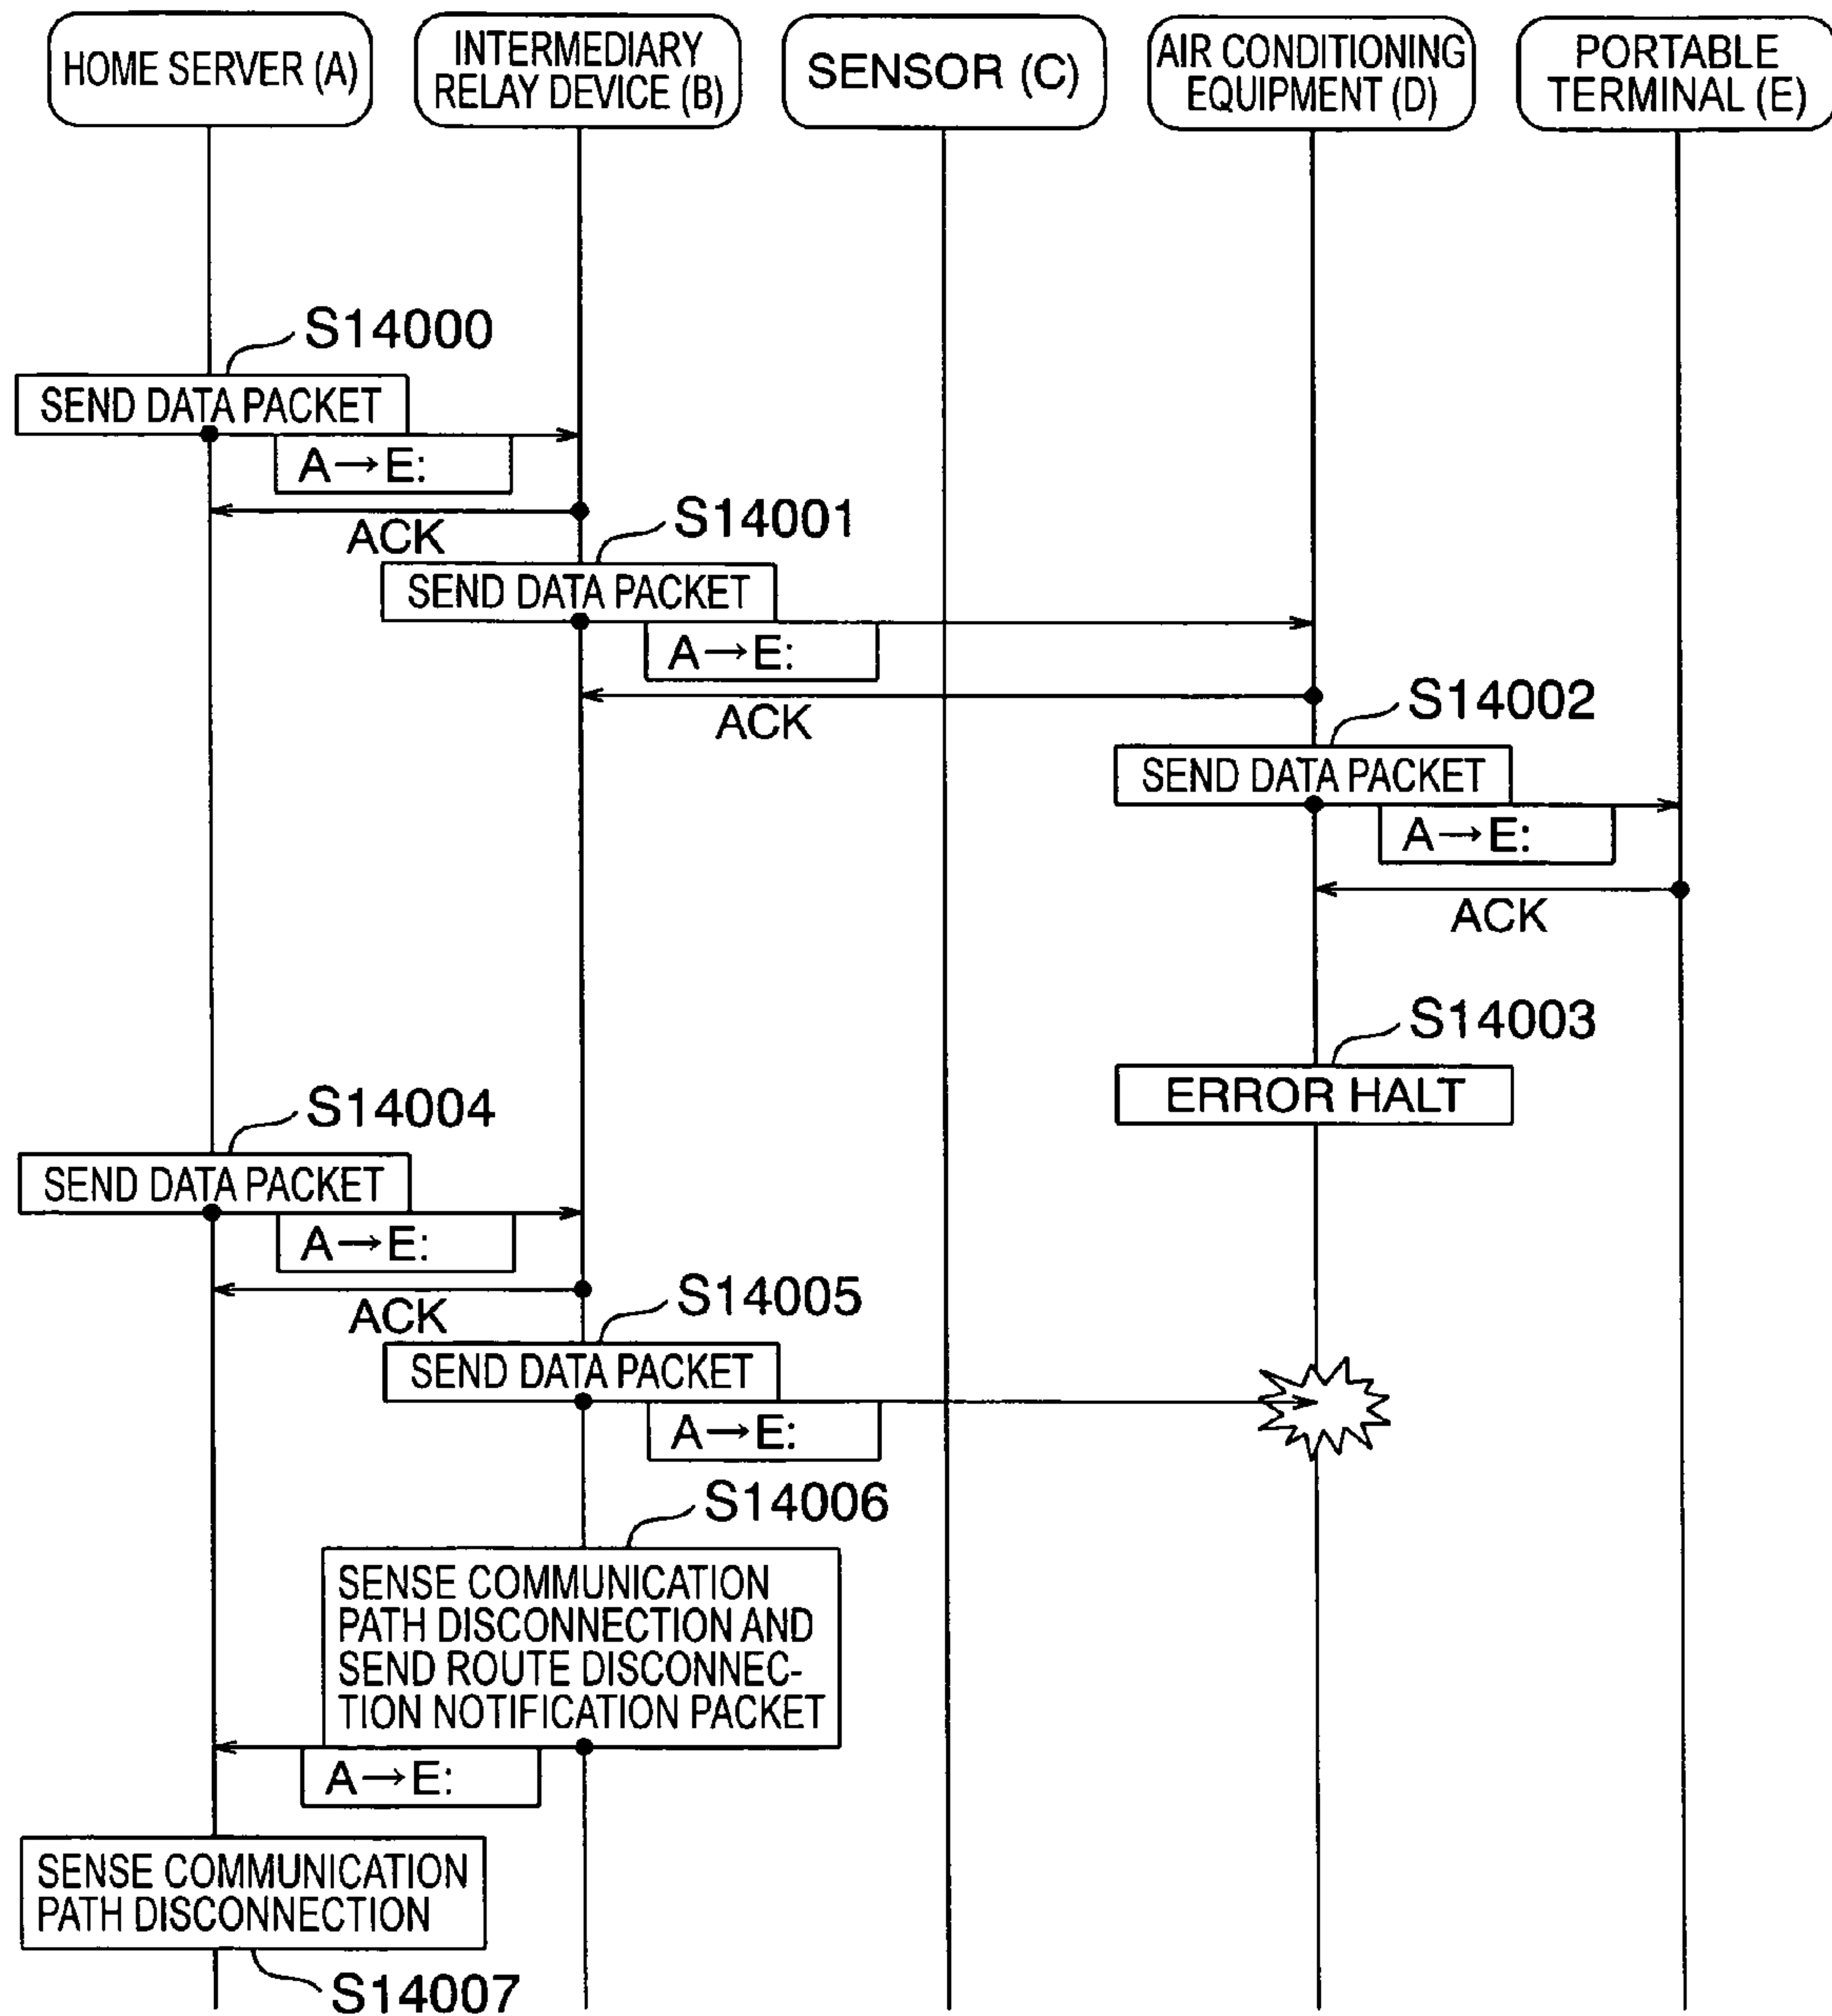 HOME SERVER (A)
INTERMEDIARY
RELAY DEVICE (B)
SENSOR (C)
AIR CONDITIONING
EQUIPMENT (D)
PORTABLE
TERMINAL (E)
S14000
SEND DATA PACKET
A→E:
ACK
S14001
SEND DATA PACKET
A→E:
ACK
S14002
SEND DATA PACKET
A→E:
ACK
S14003
ERROR HALT
S14004
SEND DATA PACKET
A→E:
ACK
S14005
SEND DATA PACKET
A→E:
S14006
SENSE COMMUNICATION
PATH DISCONNECTION AND
SEND ROUTE DISCONNEC-
TION NOTIFICATION PACKET
A→E:
SENSE COMMUNICATION
PATH DISCONNECTION
S14007